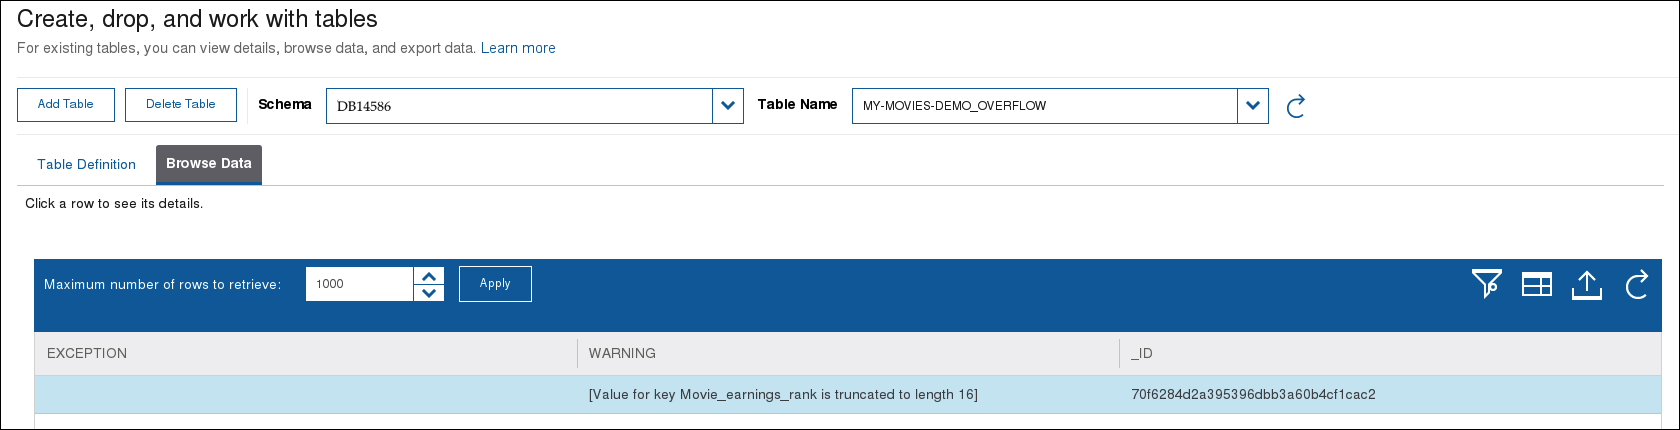 Create, drop, and work with tables
For existing tables, you can view details, browse data, and export data. Learn more
Add Table Delete Table Schema DB14586 Table Name MY-MOVIES-DEMO_OVERFLOW
Table Definition Browse Data
Click a row to see its details.
Maximum number of rows to retrieve: 1000 Apply
EXCEPTION WARNING _ID
[Value for key Movie_earnings_rank is truncated to length 16] 70f6284d2a395396dbb3a60b4cf1cac2